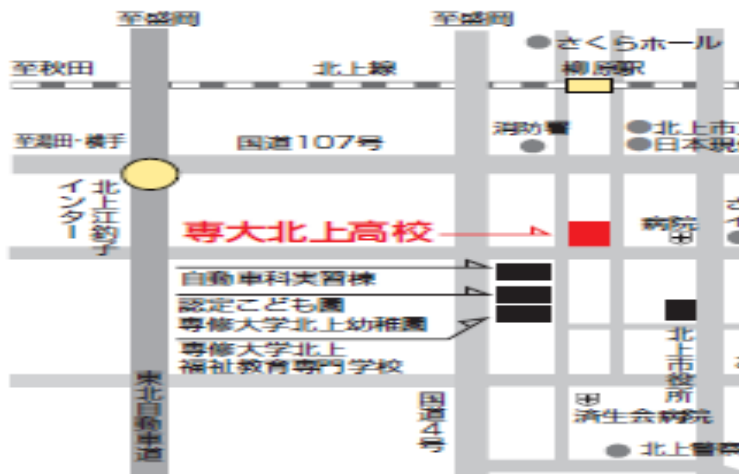 至盛岡
至盛岡
さくらホール
至秋田
北上線
柳原駅
至湯田・横手
国道107号
消防署
北上市
日本現
北上江釣子
インター
専大北上高校
病院
自動車科実習棟
認定こども園
専修大学北上幼稚園
専修大学北上
福祉教育専門学校
北上市役所
東北自動車道
国道4号
済生会病院
北上警察